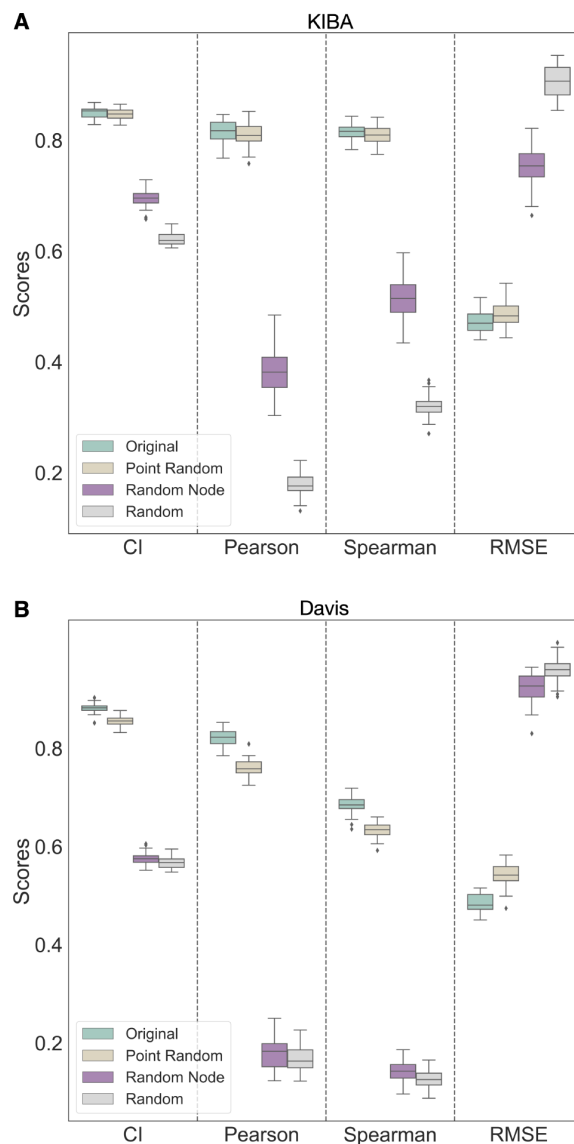 A
KIBA
Scores
0.8
0.6
0.4
0.2
Original
Point Random
Random Node
Random
CI Pearson Spearman RMSE
B
Davis
Scores
0.8
0.6
0.4
0.2
Original
Point Random
Random Node
Random
CI Pearson Spearman RMSE